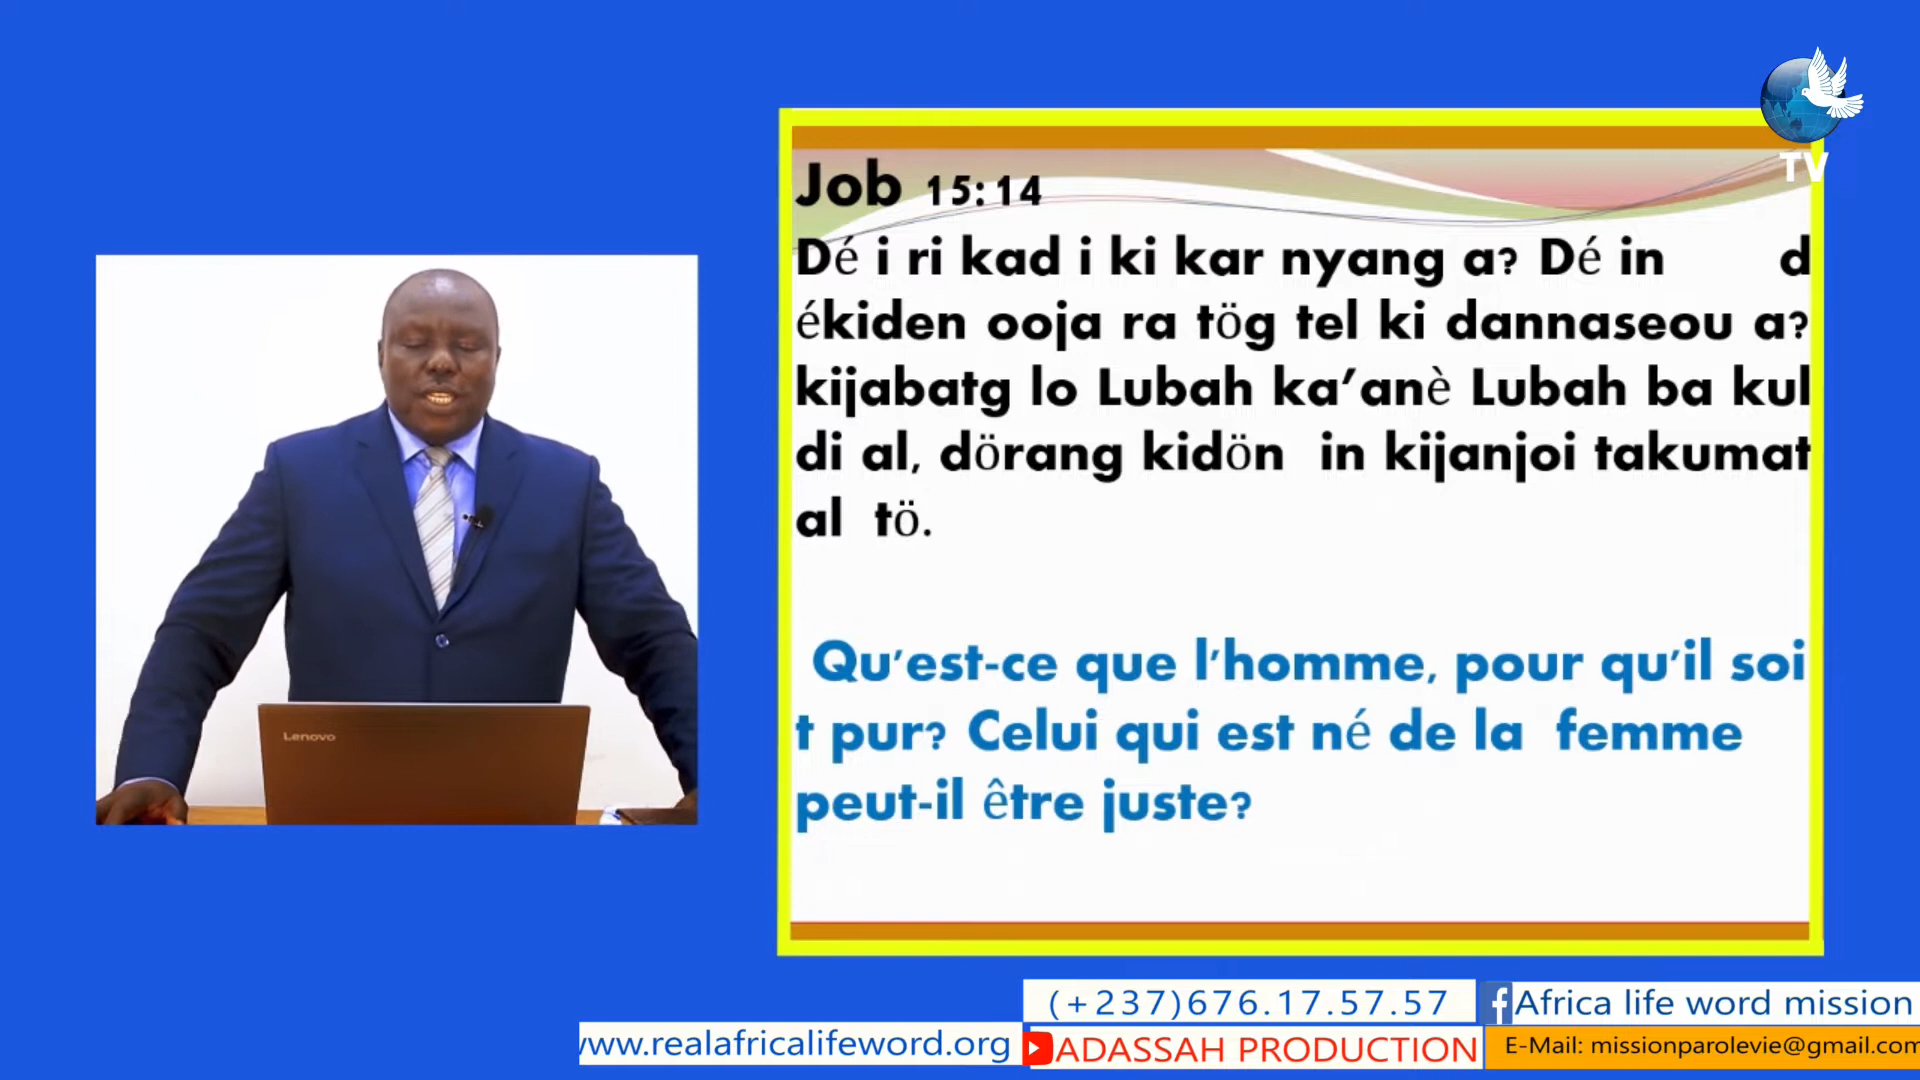 TV
Job 15:14
Dé i ri kad i ki kar nyang a? Dé in d
ékiden ooja ra tög tel ki dannaseou a?
kijabatg lo Lubah ka’anè Lubah ba kul
di al, dörang kidön in kijanjoi takumat
al tö.
Qu’est-ce que l’homme, pour qu’il soi
t pur? Celui qui est né de la femme
peut-il être juste?
Lenovo
(+237)676.17.57.57
Africa life word mission
www.realafricalifeword.org
ADASSAH PRODUCTION
E-Mail: missionparolevie@gmail.com